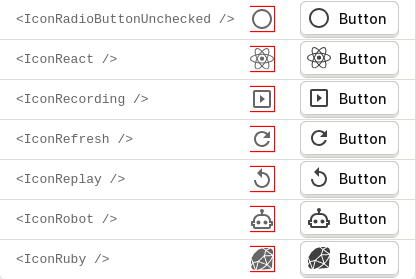 <IconRadioButtonUnchecked /> Button
<IconReact /> Button
<IconRecording /> Button
<IconRefresh /> Button
<IconReplay /> Button
<IconRobot /> Button
<IconRuby /> Button